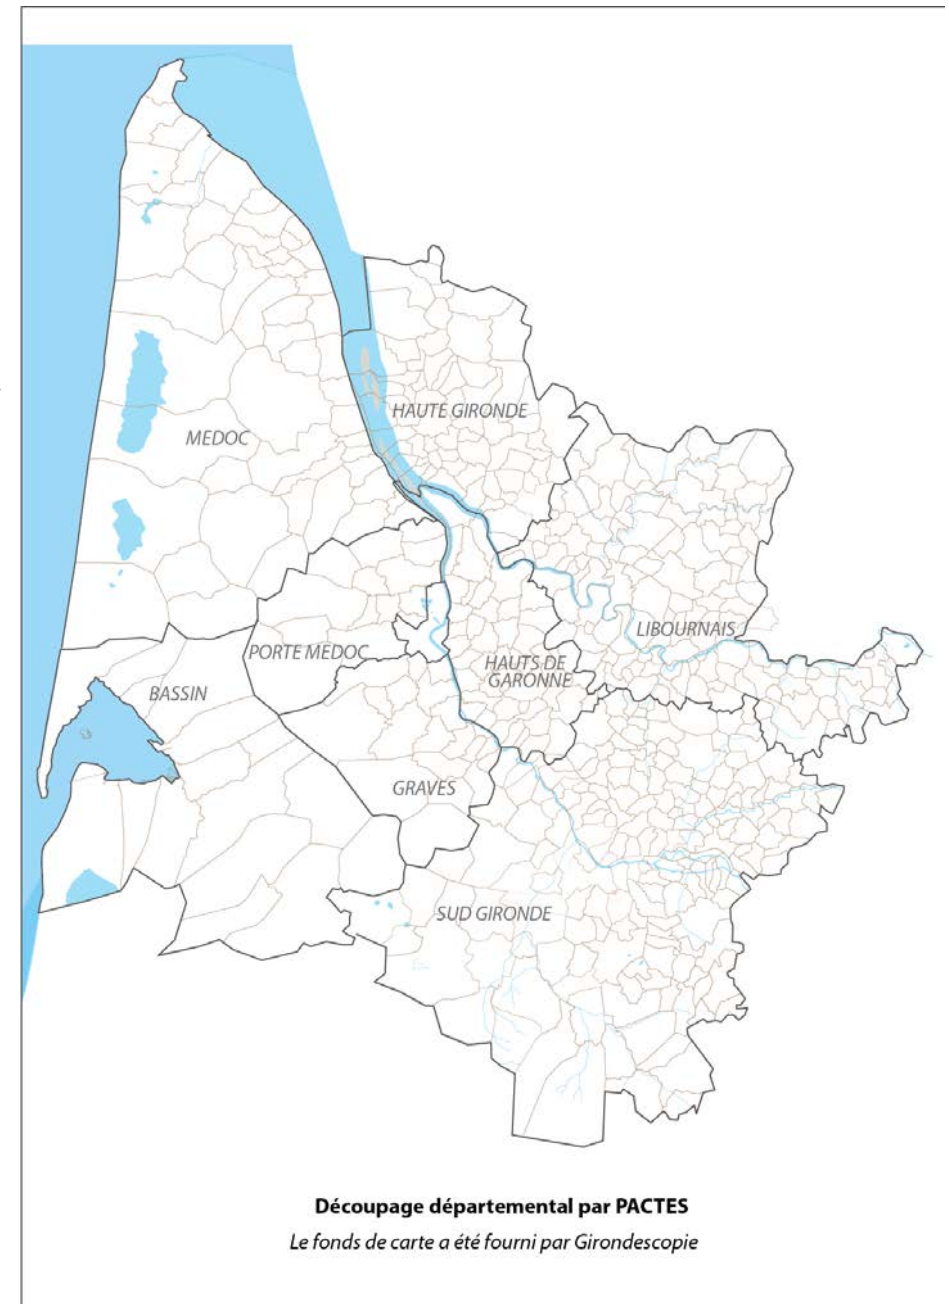 HAUTE GIRONDE
MEDOC
LIBOURNAIS
PORTE MEDOC
HAUTS DE
GARONNE
BASSIN
GRAVES
SUD GIRONDE
Découpage départemental par PACTES
Le fonds de carte a été fourni par Girondescopie